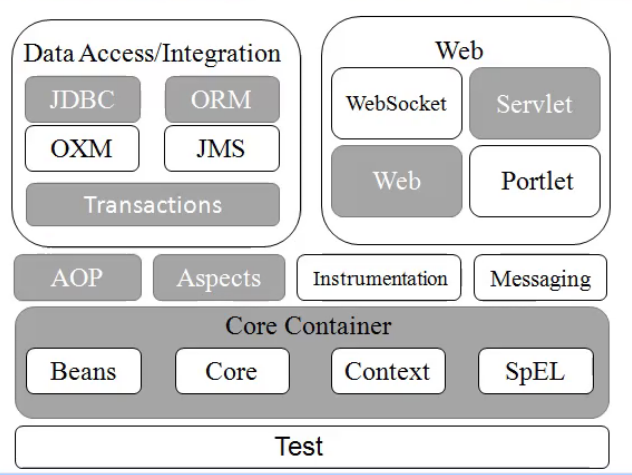 Data Access/Integration
JDBC
ORM
OXM
JMS
Transactions
Web
WebSocket
Servlet
Web
Portlet
AOP
Aspects
Instrumentation
Messaging
Core Container
Beans
Core
Context
SpEL
Test